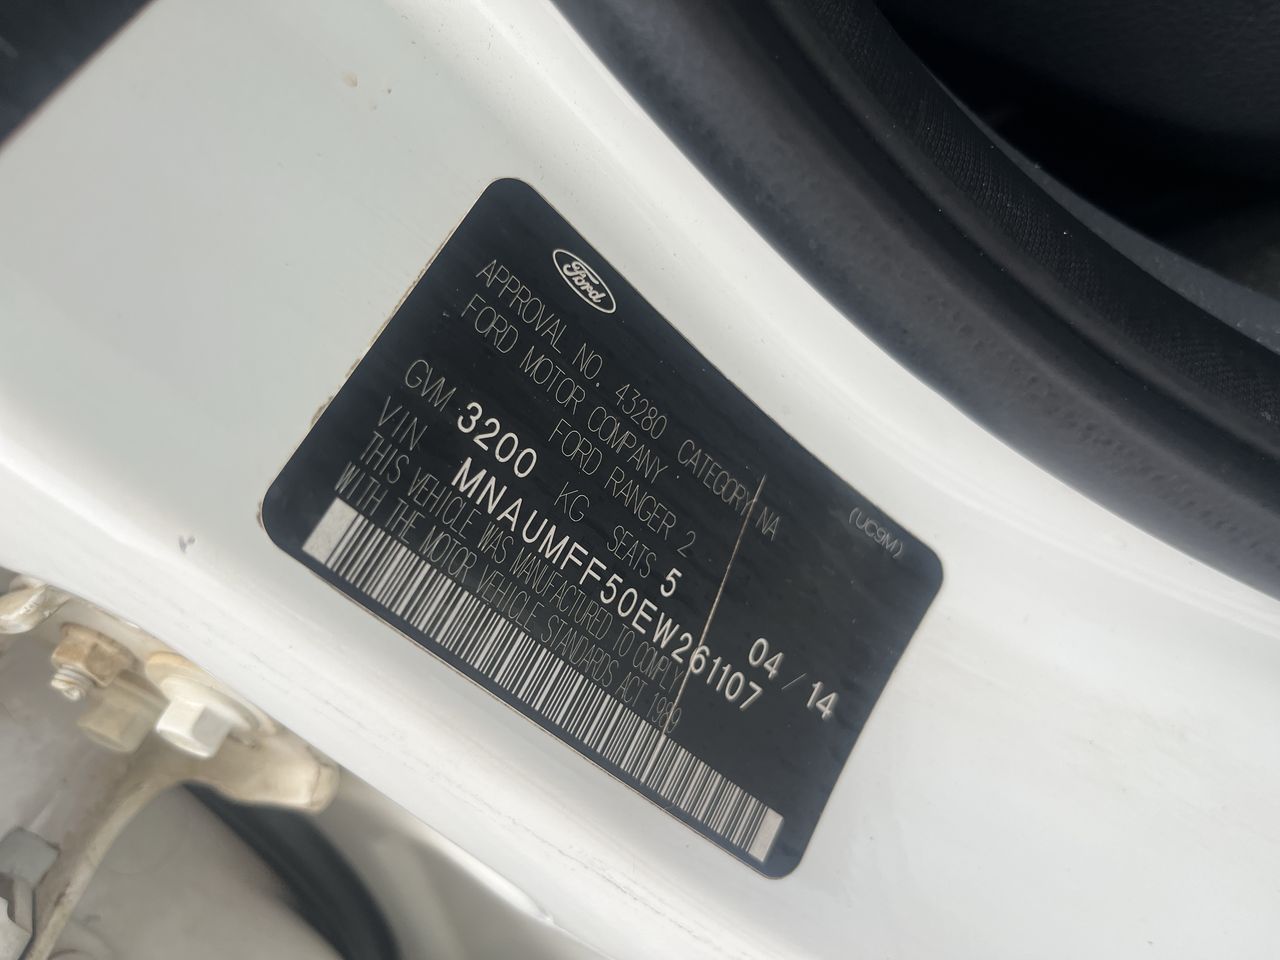 Ford
APPROVAL NO. 43280 CATEGORY NA
FORD MOTOR COMPANY (UC9M)
FORD RANGER 2
GVM 3200 KG SEATS 5 04/14
VIN MNAUMFF50EW261107
THIS VEHICLE WAS MANUFACTURED TO COMPLY
WITH THE MOTOR VEHICLE STANDARDS ACT 1989